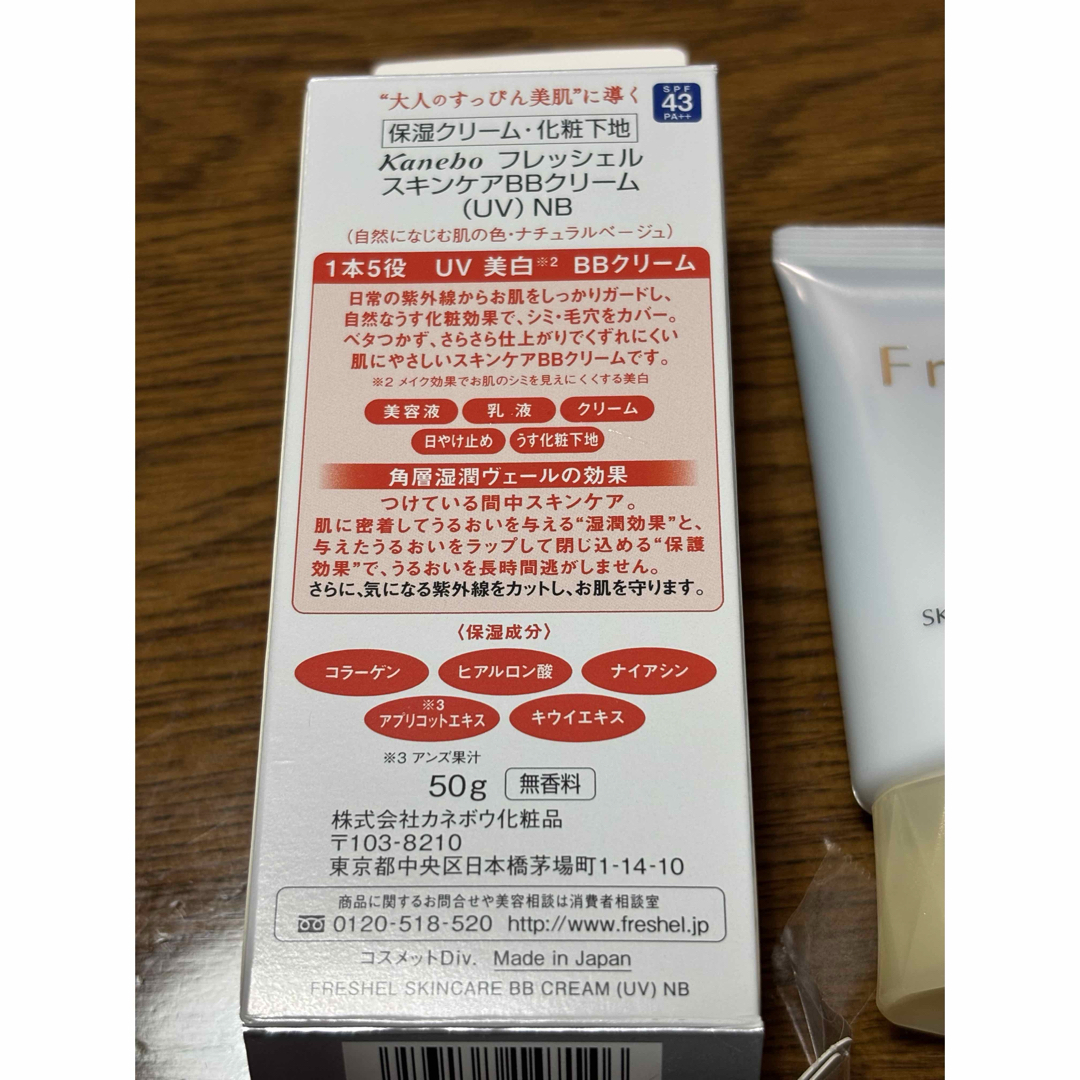 “大人のすっぴん美肌”に導く
SPF
43
PA++
保湿クリーム・化粧下地
Kanebo フレッシェル
スキンケアBBクリーム
(UV) NB
(自然になじむ肌の色・ナチュラルベージュ)
1本5役 UV 美白※2 BBクリーム
日常の紫外線からお肌をしっかりガードし、
自然なうす化粧効果で、シミ・毛穴をカバー。
ベタつかず、さらさら仕上がりでくずれにくい
肌にやさしいスキンケアBBクリームです。
※2 メイク効果でお肌のシミを見えにくくする美白
美容液 乳液 クリーム
日やけ止め うす化粧下地
角層湿潤ヴェールの効果
つけている間中スキンケア。
肌に密着してうるおいを与える“湿潤効果”と、
与えたうるおいをラップして閉じ込める“保護
効果”で、うるおいを長時間逃がしません。
さらに、気になる紫外線をカットし、お肌を守ります。
〈保湿成分〉
コラーゲン ヒアルロン酸 ナイアシン
※3
アプリコットエキス キウイエキス
※3 アンズ果汁
50g 無香料
株式会社カネボウ化粧品
〒103-8210
東京都中央区日本橋茅場町1-14-10
商品に関するお問合せや美容相談は消費者相談室
0120-518-520 http://www.freshel.jp
コスメットDiv. Made in Japan
FRESHEL SKINCARE BB CREAM (UV) NB
Fr
SK